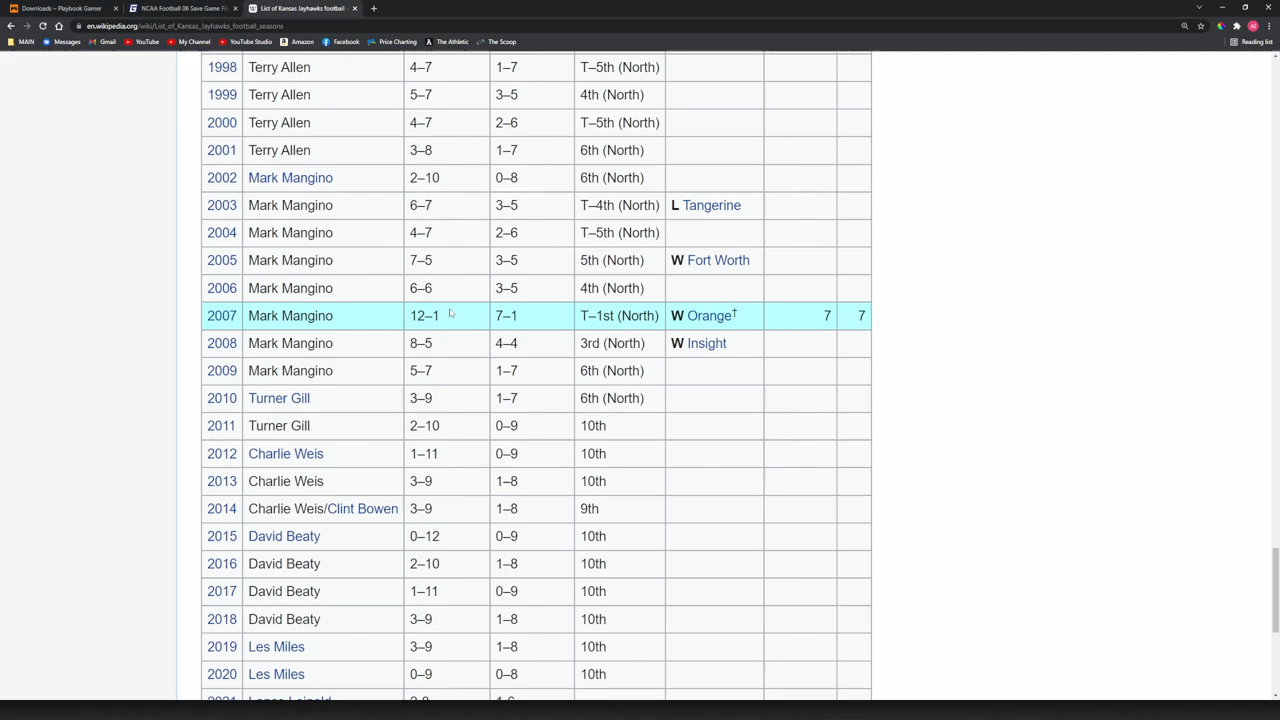 Downloads – Playbook Gamer
NCAA Football 06 Save Game Fi
List of Kansas Jayhawks football
en.wikipedia.org/wiki/List_of_Kansas_Jayhawks_football_seasons
MAIN Messages Gmail YouTube My Channel YouTube Studio Amazon Facebook Price Charting The Athletic The Scoop Reading list
1998 Terry Allen 4–7 1–7 T–5th (North)
1999 Terry Allen 5–7 3–5 4th (North)
2000 Terry Allen 4–7 2–6 T–5th (North)
2001 Terry Allen 3–8 1–7 6th (North)
2002 Mark Mangino 2–10 0–8 6th (North)
2003 Mark Mangino 6–7 3–5 T–4th (North) L Tangerine
2004 Mark Mangino 4–7 2–6 T–5th (North)
2005 Mark Mangino 7–5 3–5 5th (North) W Fort Worth
2006 Mark Mangino 6–6 3–5 4th (North)
2007 Mark Mangino 12–1 7–1 T–1st (North) W Orange† 7 7
2008 Mark Mangino 8–5 4–4 3rd (North) W Insight
2009 Mark Mangino 5–7 1–7 6th (North)
2010 Turner Gill 3–9 1–7 6th (North)
2011 Turner Gill 2–10 0–9 10th
2012 Charlie Weis 1–11 0–9 10th
2013 Charlie Weis 3–9 1–8 10th
2014 Charlie Weis/Clint Bowen 3–9 1–8 9th
2015 David Beaty 0–12 0–9 10th
2016 David Beaty 2–10 1–8 10th
2017 David Beaty 1–11 0–9 10th
2018 David Beaty 3–9 1–8 10th
2019 Les Miles 3–9 1–8 10th
2020 Les Miles 0–9 0–8 10th